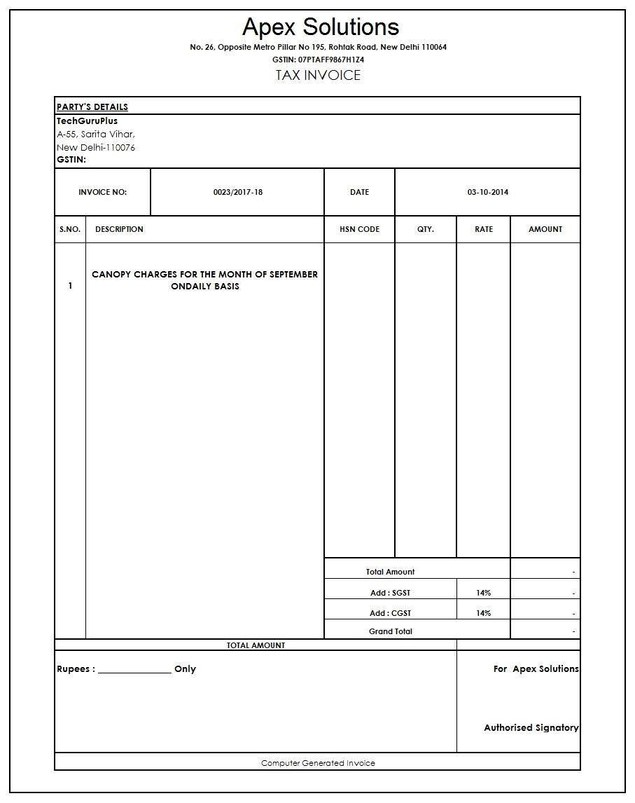 Apex Solutions
No. 26, Opposite Metro Pillar No 195, Rohtak Road, New Delhi 110064
GSTIN: 07PTAFF9867H1Z4
TAX INVOICE
PARTY'S DETAILS
TechGuruPlus
A-55, Sarita Vihar,
New Delhi-110076
GSTIN:
INVOICE NO: 0023/2017-18 DATE 03-10-2014
S.NO. DESCRIPTION HSN CODE QTY. RATE AMOUNT
CANOPY CHARGES FOR THE MONTH OF SEPTEMBER
1 ONDAILY BASIS
Total Amount -
Add : SGST 14% -
Add : CGST 14% -
Grand Total -
TOTAL AMOUNT
Rupees : _______________ Only For Apex Solutions
Authorised Signatory
Computer Generated Invoice